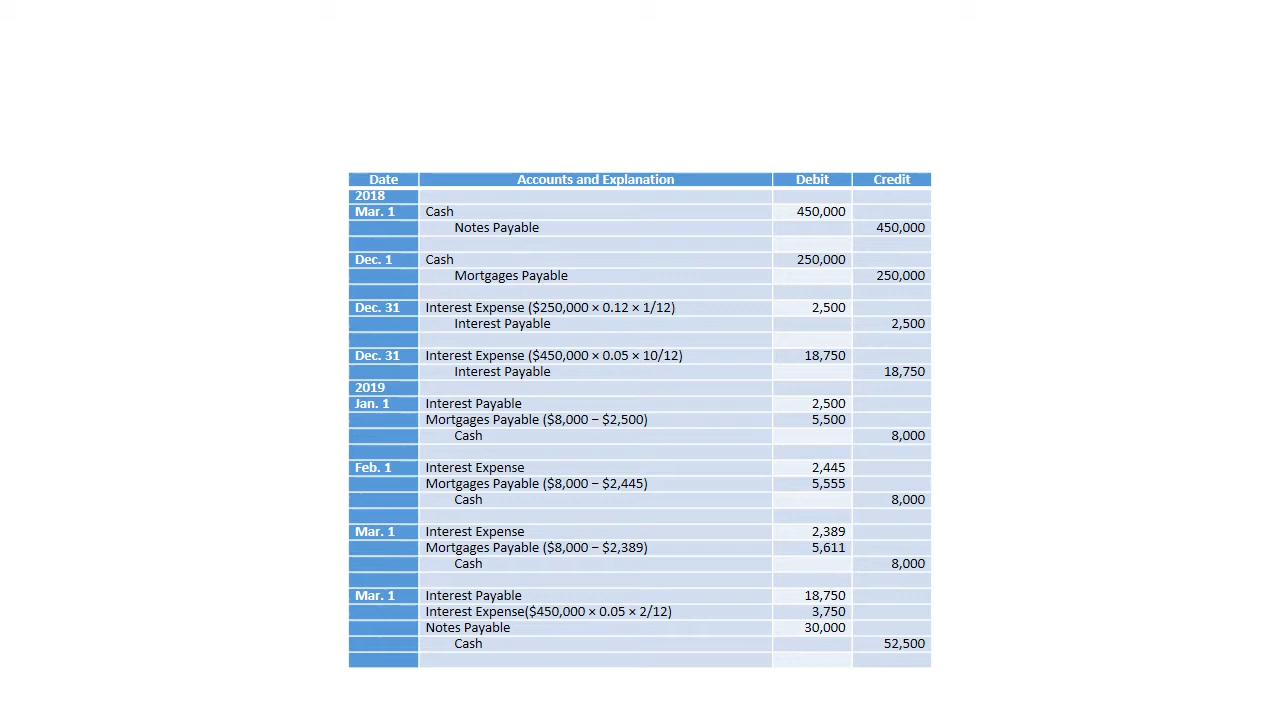 Date Accounts and Explanation Debit Credit
2018
Mar. 1 Cash 450,000
Notes Payable 450,000
Dec. 1 Cash 250,000
Mortgages Payable 250,000
Dec. 31 Interest Expense ($250,000 × 0.12 × 1/12) 2,500
Interest Payable 2,500
Dec. 31 Interest Expense ($450,000 × 0.05 × 10/12) 18,750
Interest Payable 18,750
2019
Jan. 1 Interest Payable 2,500
Mortgages Payable ($8,000 – $2,500) 5,500
Cash 8,000
Feb. 1 Interest Expense 2,445
Mortgages Payable ($8,000 – $2,445) 5,555
Cash 8,000
Mar. 1 Interest Expense 2,389
Mortgages Payable ($8,000 – $2,389) 5,611
Cash 8,000
Mar. 1 Interest Payable 18,750
Interest Expense($450,000 × 0.05 × 2/12) 3,750
Notes Payable 30,000
Cash 52,500